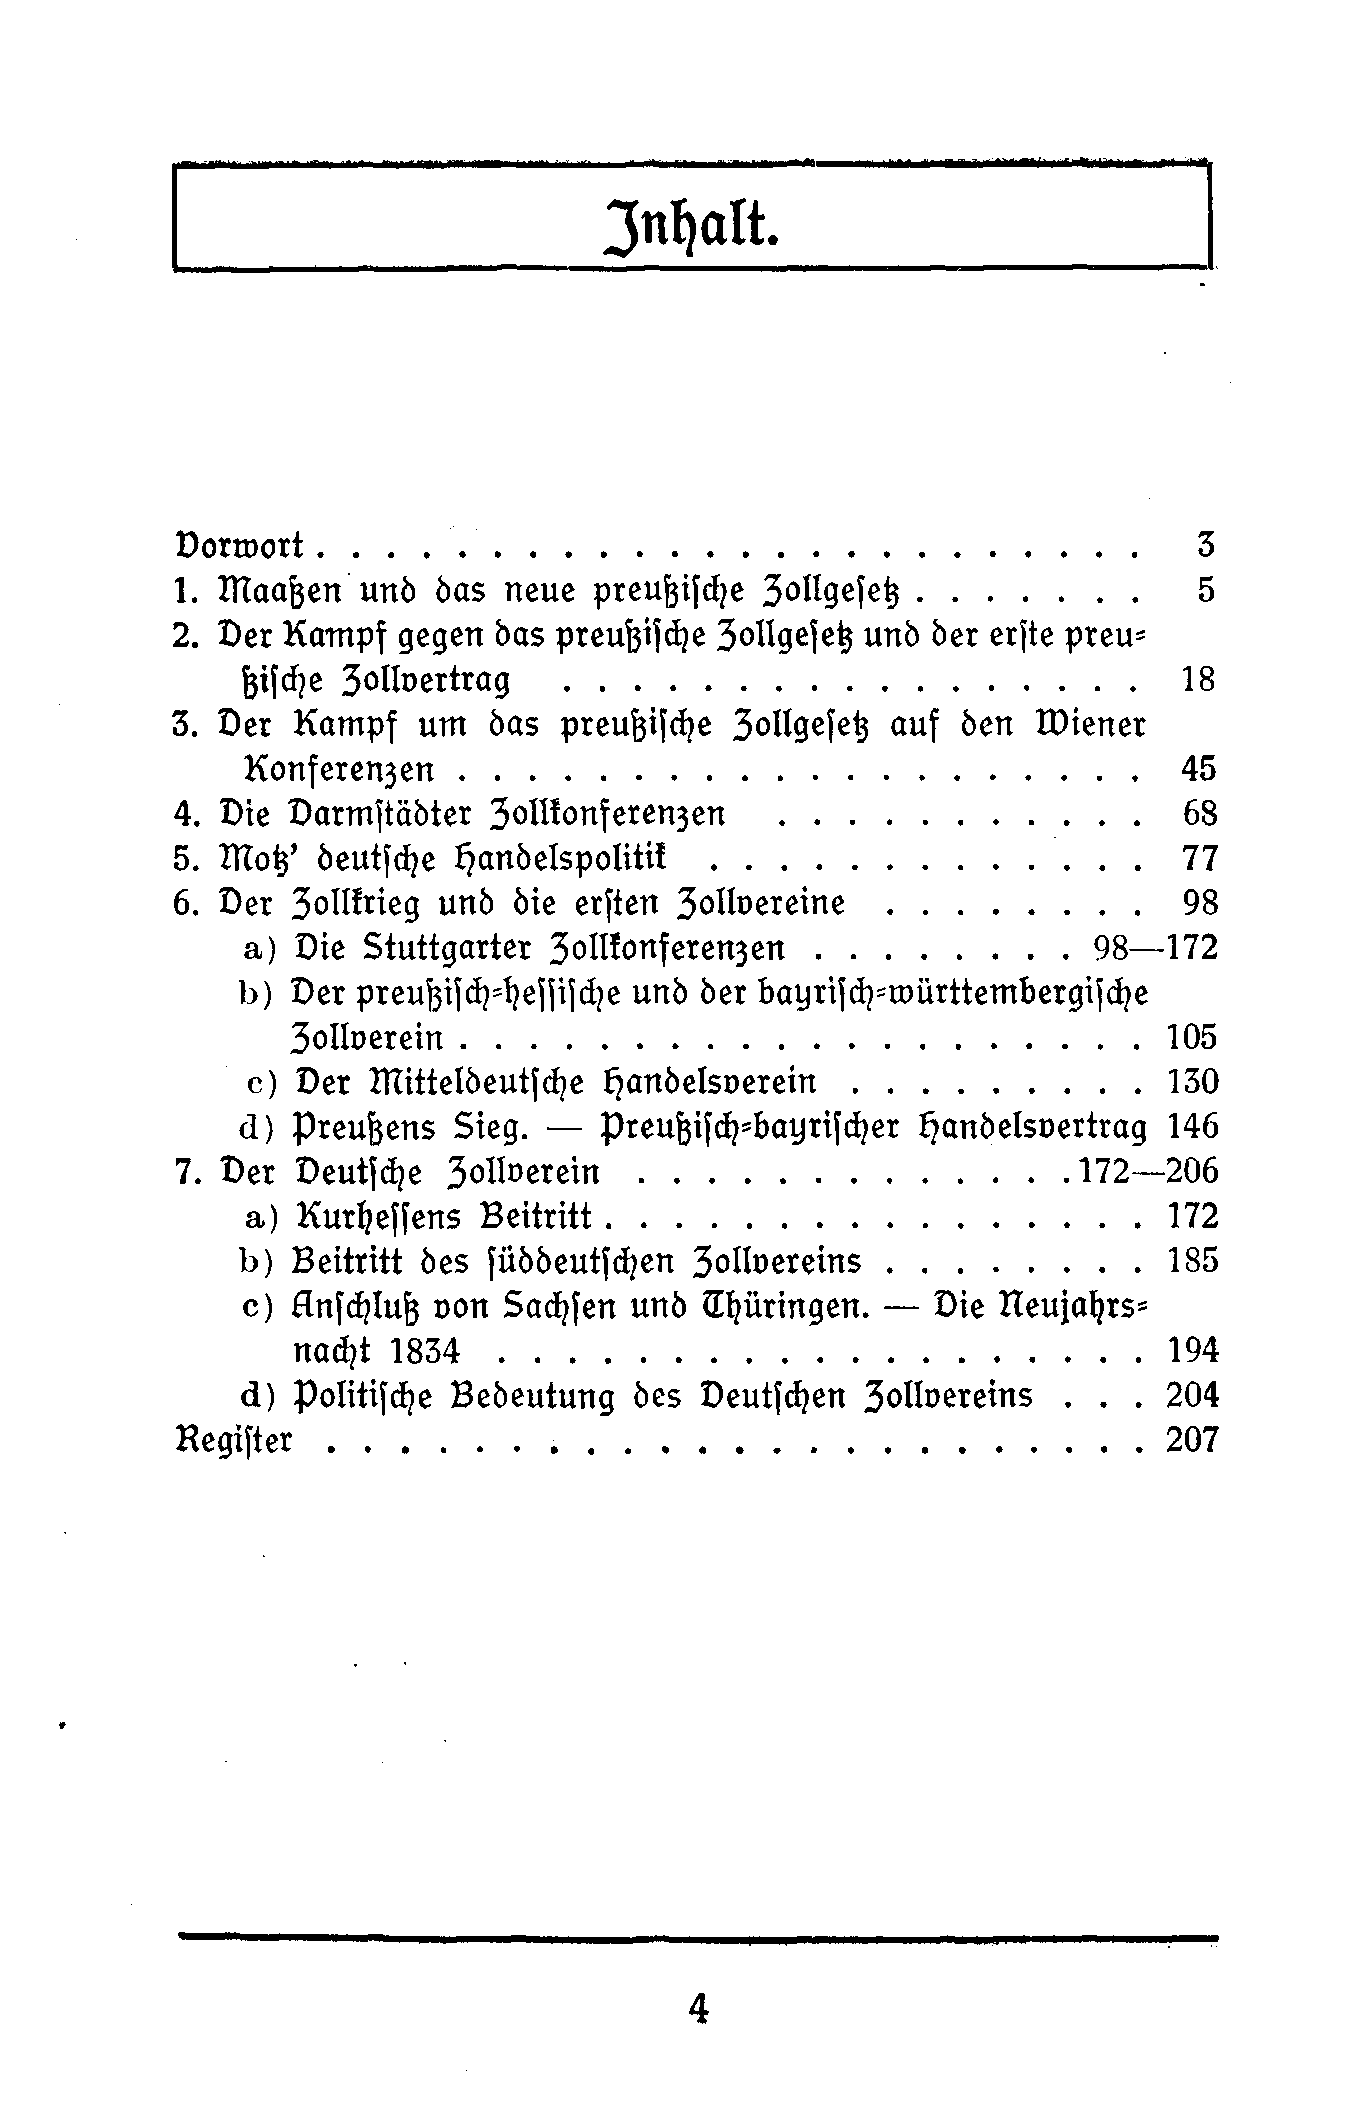 Inhalt.
Vorwort . . . . . . . . . . . . . . . . . . . . . . . . 3
1. Maaßen und das neue preußiſche Zollgeſetz . . . . . . . 5
2. Der Kampf gegen das preußiſche Zollgeſetz und der erſte preu⸗
ßiſche Zollvertrag . . . . . . . . . . . . . . . . . 18
3. Der Kampf um das preußiſche Zollgeſetz auf den Wiener
Konferenzen . . . . . . . . . . . . . . . . . . . . 45
4. Die Darmſtädter Zollkonferenzen . . . . . . . . . . . 68
5. Motz’ deutſche Handelspolitik . . . . . . . . . . . . . 77
6. Der Zollkrieg und die erſten Zollvereine . . . . . . . . 98
a) Die Stuttgarter Zollkonferenzen . . . . . . . . 98—172
b) Der preußiſch⸗heſſiſche und der bayriſch⸗württembergiſche
Zollverein . . . . . . . . . . . . . . . . . . . . 105
c) Der Mitteldeutſche Handelsverein . . . . . . . . . 130
d) Preußens Sieg. — Preußiſch⸗bayriſcher Handelsvertrag 146
7. Der Deutſche Zollverein . . . . . . . . . . . . . 172—206
a) Kurheſſens Beitritt . . . . . . . . . . . . . . . . 172
b) Beitritt des ſüddeutſchen Zollvereins . . . . . . . . 185
c) Anſchluß von Sachſen und Thüringen. — Die Neujahrs⸗
nacht 1834 . . . . . . . . . . . . . . . . . . . 194
d) Politiſche Bedeutung des Deutſchen Zollvereins . . . 204
Regiſter . . . . . . . . . . . . . . . . . . . . . . . 207
4